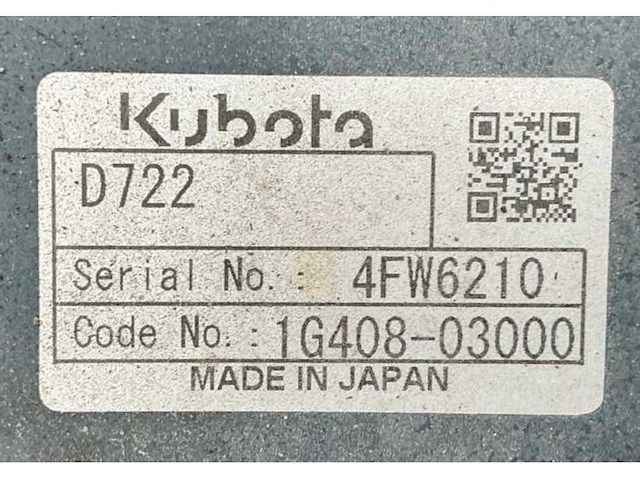 Kubota
D722
Serial No.: 4FW6210
Code No.: 1G408-03000
MADE IN JAPAN